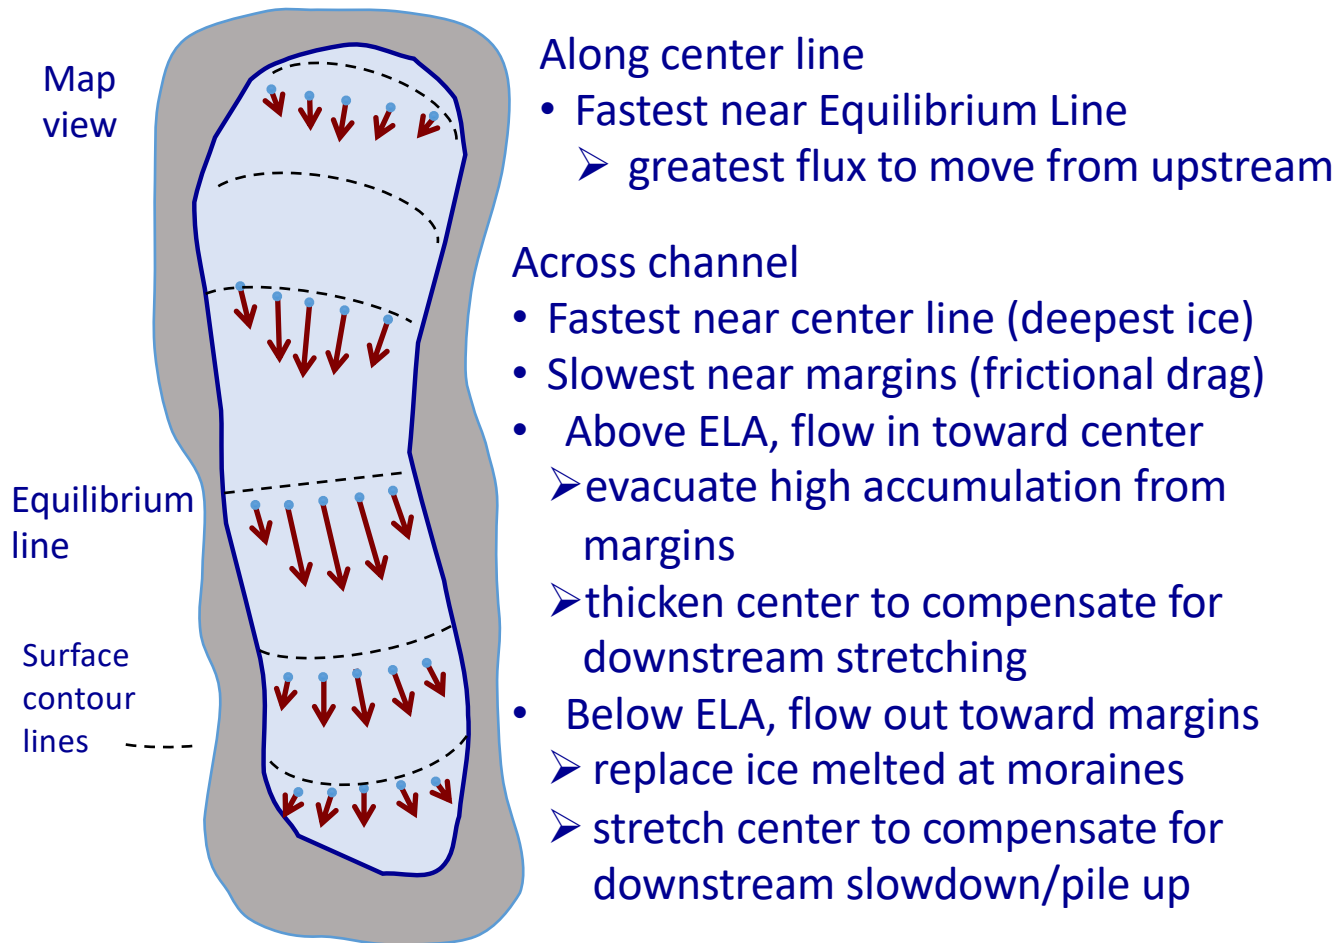 Map
view
Equilibrium
line
Surface
contour
lines
Along center line
• Fastest near Equilibrium Line
➢ greatest flux to move from upstream
Across channel
• Fastest near center line (deepest ice)
• Slowest near margins (frictional drag)
• Above ELA, flow in toward center
➢evacuate high accumulation from
margins
➢thicken center to compensate for
downstream stretching
• Below ELA, flow out toward margins
➢ replace ice melted at moraines
➢ stretch center to compensate for
downstream slowdown/pile up